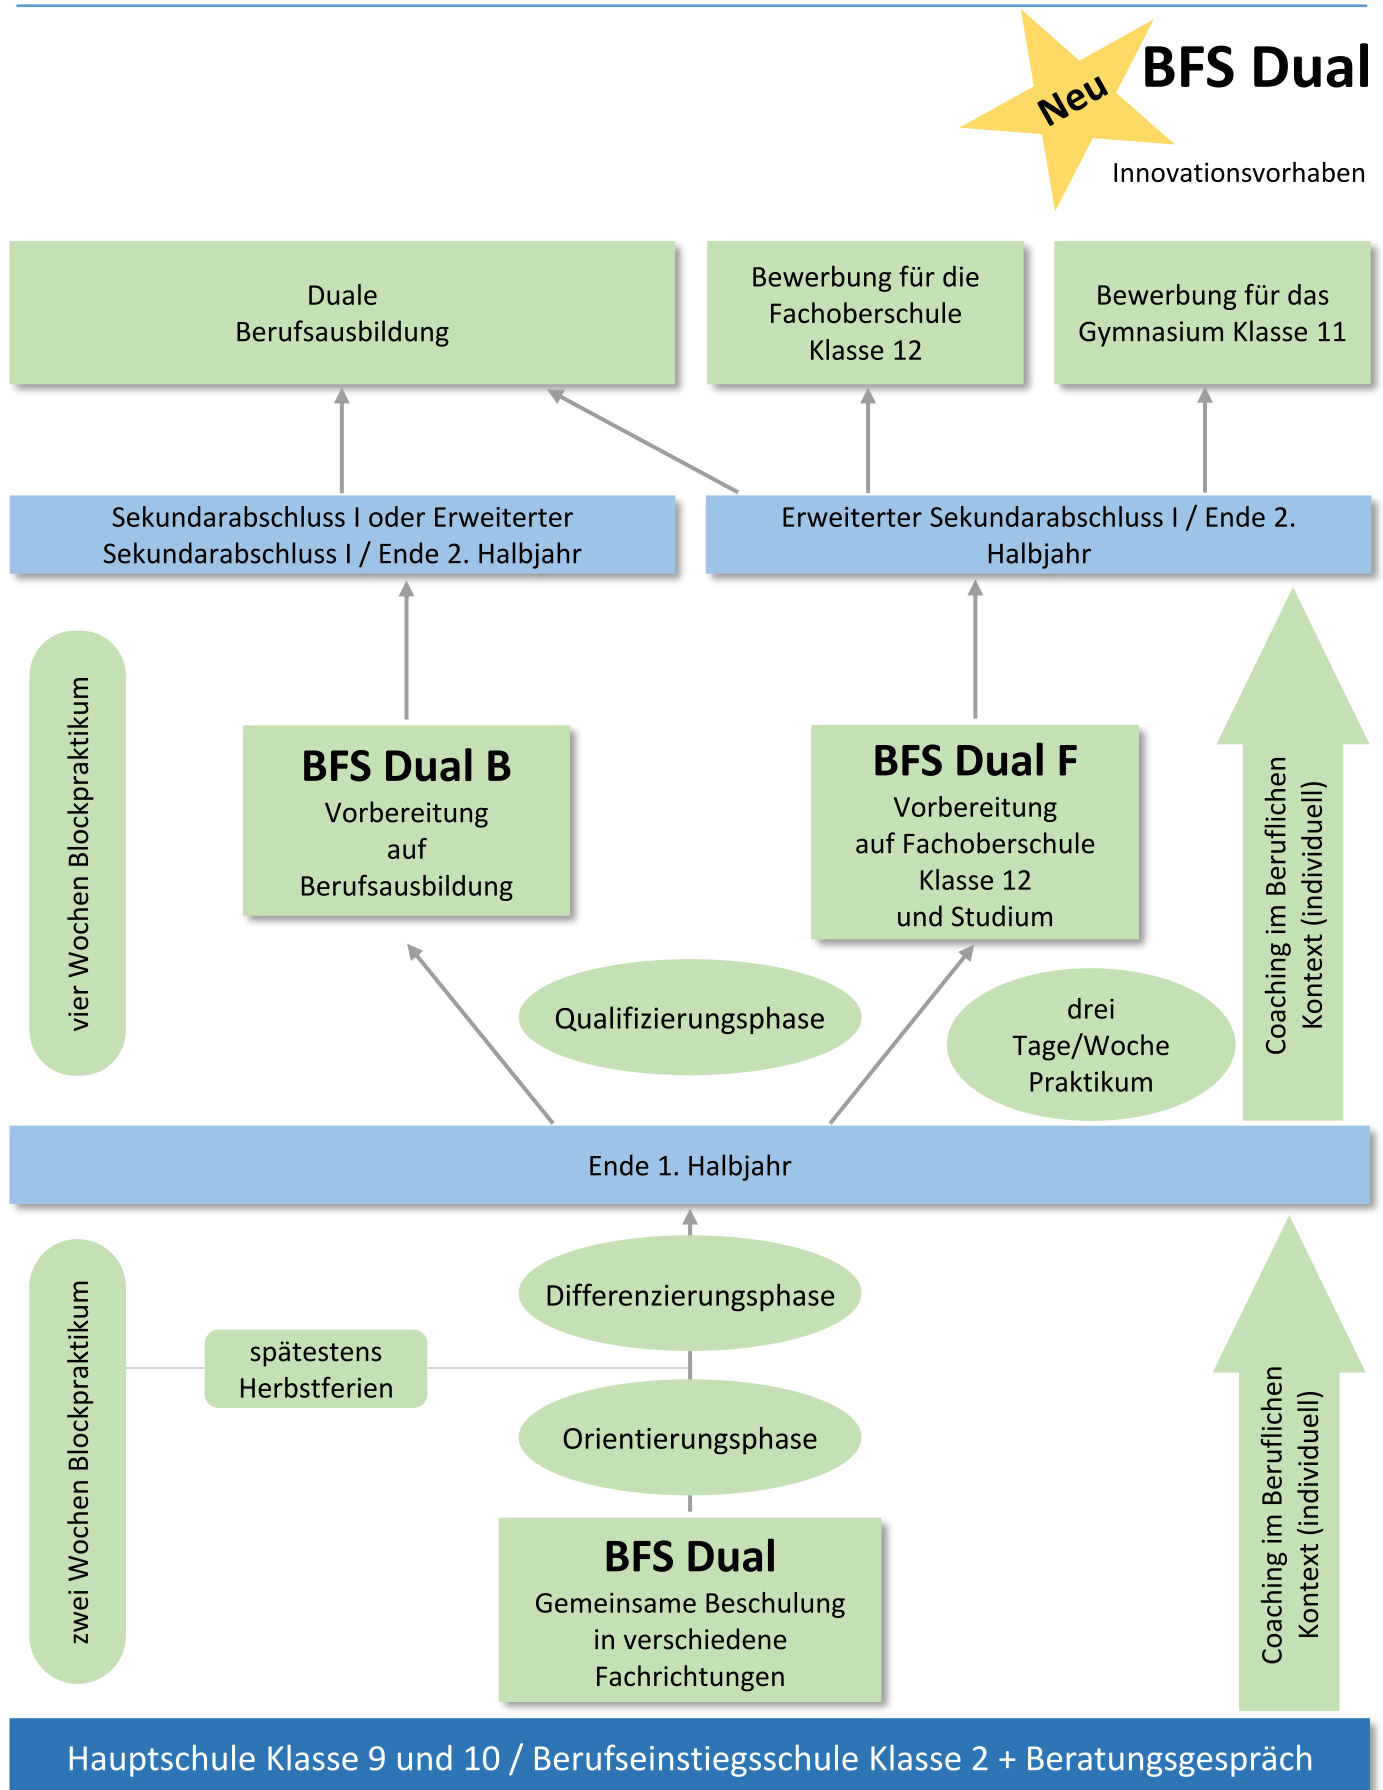 Neu
BFS Dual
Innovationsvorhaben
Duale
Berufsausbildung
Bewerbung für die
Fachoberschule
Klasse 12
Bewerbung für das
Gymnasium Klasse 11
Sekundarabschluss I oder Erweiterter
Sekundarabschluss I / Ende 2. Halbjahr
Erweiterter Sekundarabschluss I / Ende 2.
Halbjahr
vier Wochen Blockpraktikum
BFS Dual B
Vorbereitung
auf
Berufsausbildung
BFS Dual F
Vorbereitung
auf Fachoberschule
Klasse 12
und Studium
Coaching im Beruflichen
Kontext (individuell)
Qualifizierungsphase
drei
Tage/Woche
Praktikum
Ende 1. Halbjahr
zwei Wochen Blockpraktikum
Differenzierungsphase
spätestens
Herbstferien
Orientierungsphase
BFS Dual
Gemeinsame Beschulung
in verschiedene
Fachrichtungen
Coaching im Beruflichen
Kontext (individuell)
Hauptschule Klasse 9 und 10 / Berufseinstiegsschule Klasse 2 + Beratungsgespräch